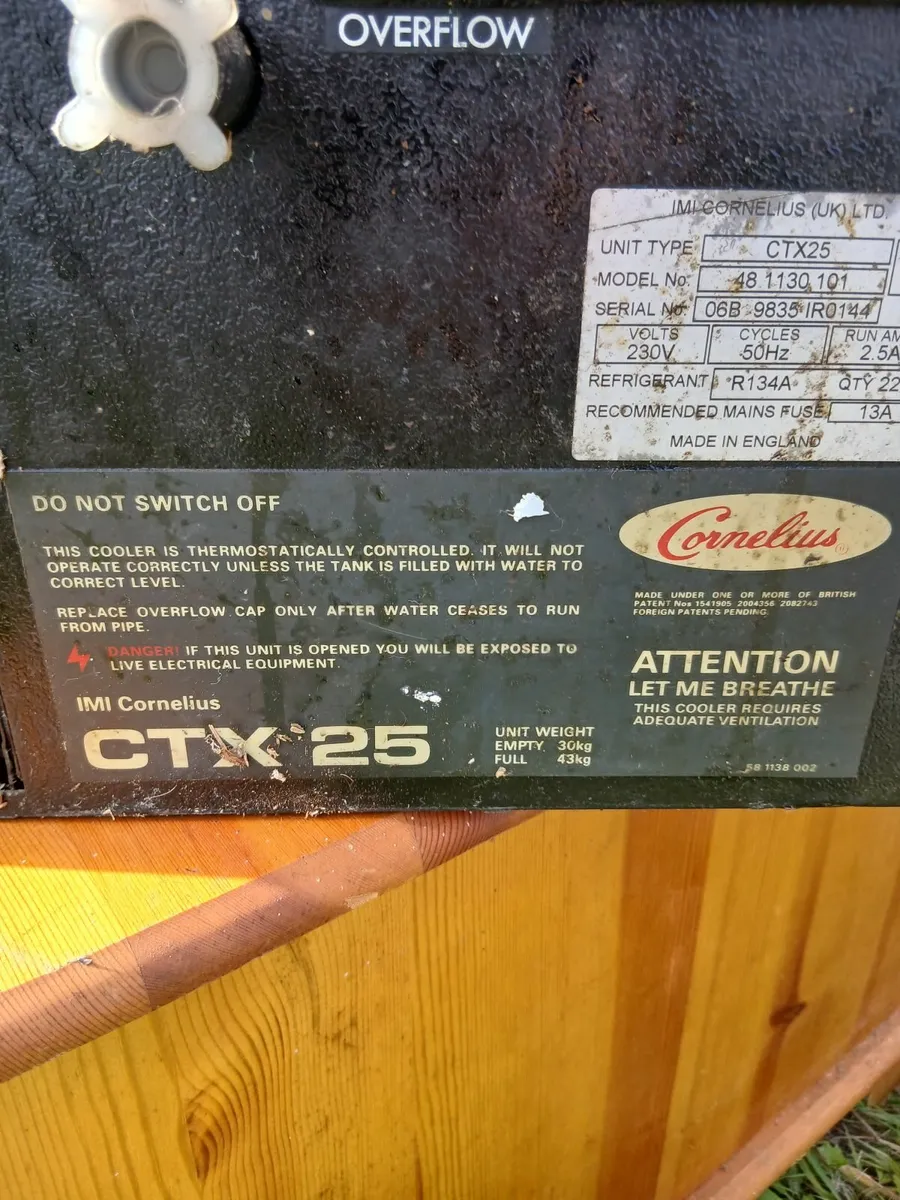 OVERFLOW
IMI CORNELIUS (UK) LTD.
UNIT TYPE CTX25
MODEL No. 48 1130 101
SERIAL No. 06B 9835 IR0144
VOLTS CYCLES RUN AM
230V 50Hz 2.5A
REFRIGERANT R134A QTY 22
RECOMMENDED MAINS FUSE 13A
MADE IN ENGLAND
DO NOT SWITCH OFF
THIS COOLER IS THERMOSTATICALLY CONTROLLED. IT WILL NOT
OPERATE CORRECTLY UNLESS THE TANK IS FILLED WITH WATER TO
CORRECT LEVEL.
REPLACE OVERFLOW CAP ONLY AFTER WATER CEASES TO RUN
FROM PIPE.
DANGER! IF THIS UNIT IS OPENED YOU WILL BE EXPOSED TO
LIVE ELECTRICAL EQUIPMENT.
IMI Cornelius
CTX 25
UNIT WEIGHT
EMPTY 30kg
FULL 43kg
Cornelius
MADE UNDER ONE OR MORE OF BRITISH
PATENT Nos 1541905 2004356 2082743
FOREIGN PATENTS PENDING.
ATTENTION
LET ME BREATHE
THIS COOLER REQUIRES
ADEQUATE VENTILATION
58 1138 002